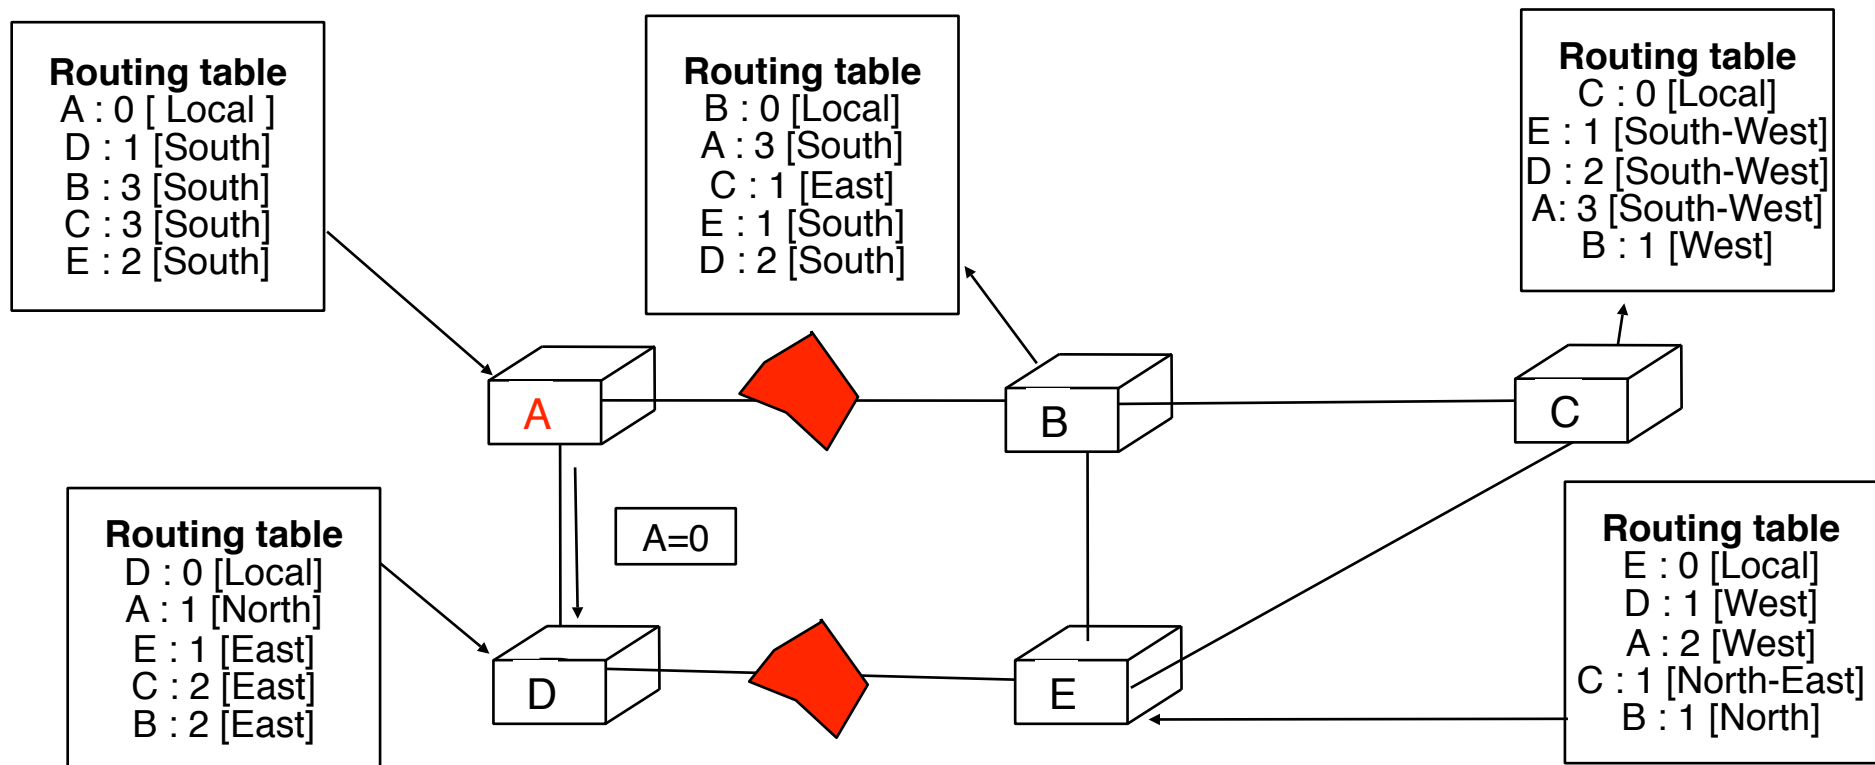 Routing table
A : 0 [ Local ]
D : 1 [South]
B : 3 [South]
C : 3 [South]
E : 2 [South]
Routing table
B : 0 [Local]
A : 3 [South]
C : 1 [East]
E : 1 [South]
D : 2 [South]
Routing table
C : 0 [Local]
E : 1 [South-West]
D : 2 [South-West]
A: 3 [South-West]
B : 1 [West]
A
B
C
A=0
Routing table
D : 0 [Local]
A : 1 [North]
E : 1 [East]
C : 2 [East]
B : 2 [East]
D
E
Routing table
E : 0 [Local]
D : 1 [West]
A : 2 [West]
C : 1 [North-East]
B : 1 [North]